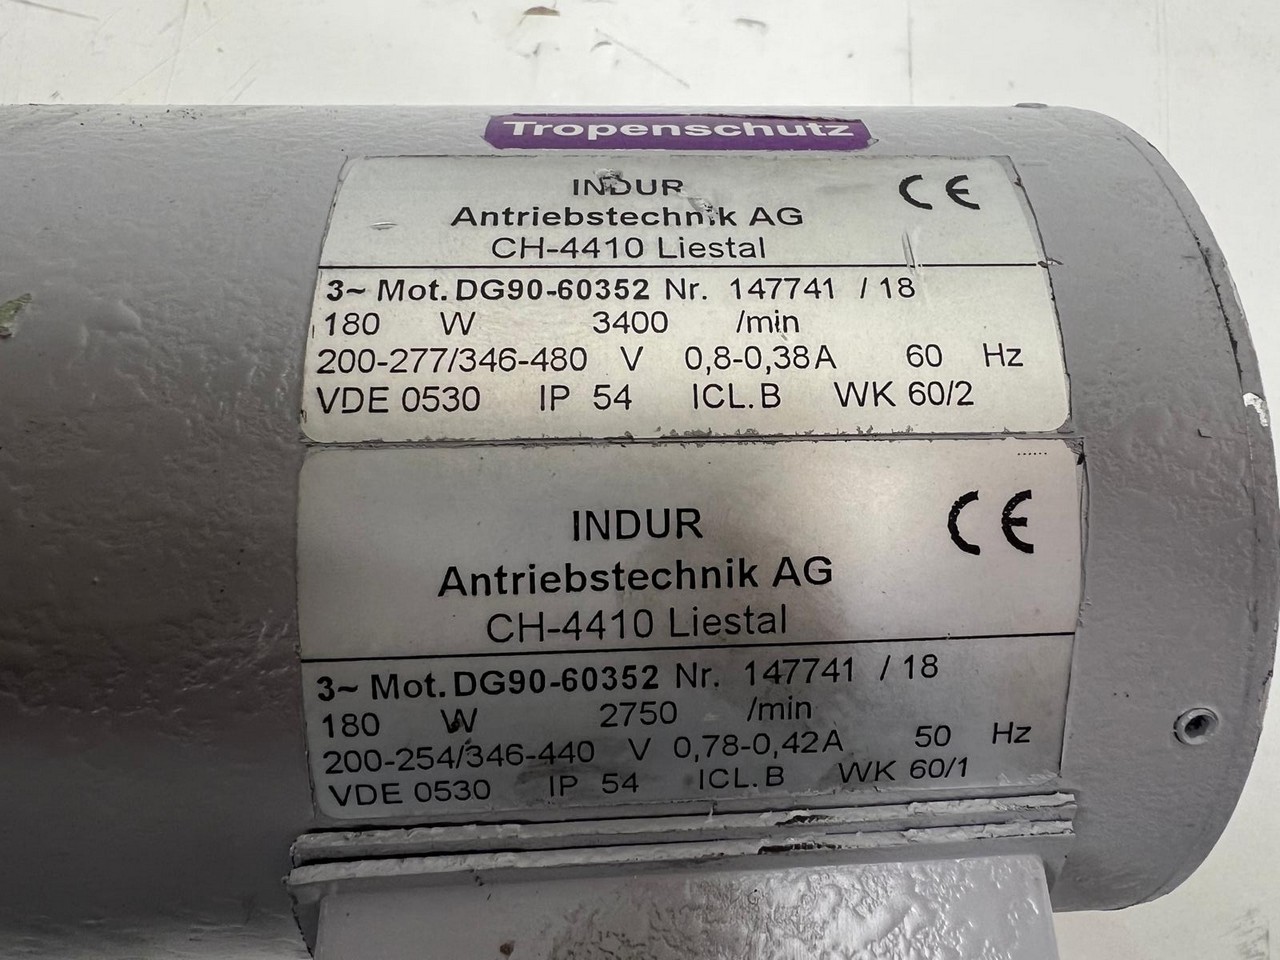 Tropenschutz
INDUR
Antriebstechnik AG
CH-4410 Liestal
CE
3~ Mot. DG90-60352 Nr. 147741 / 18
180 W 3400 /min
200-277/346-480 V 0,8-0,38A 60 Hz
VDE 0530 IP 54 ICL.B WK 60/2
INDUR
Antriebstechnik AG
CH-4410 Liestal
CE
3~ Mot. DG90-60352 Nr. 147741 / 18
180 W 2750 /min
200-254/346-440 V 0,78-0,42A 50 Hz
VDE 0530 IP 54 ICL.B WK 60/1